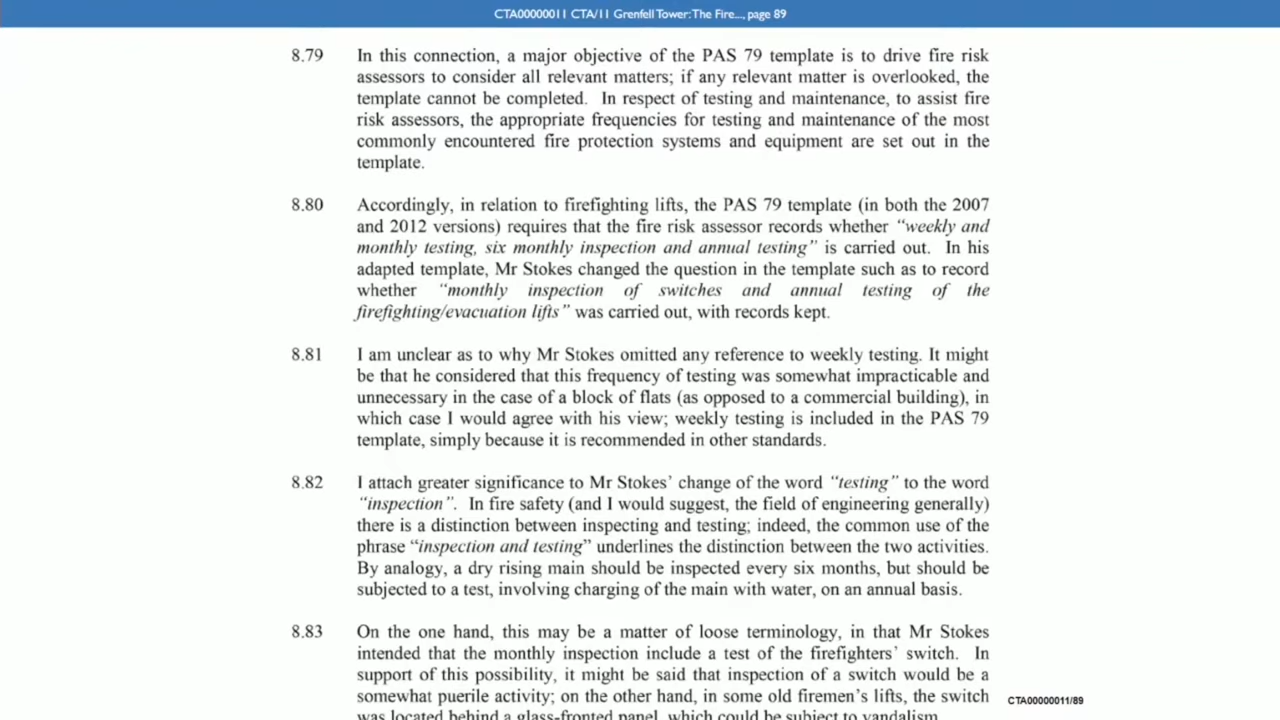 CTA00000011 CTA/11 Grenfell Tower: The Fire..., page 89
8.79 In this connection, a major objective of the PAS 79 template is to drive fire risk
assessors to consider all relevant matters; if any relevant matter is overlooked, the
template cannot be completed. In respect of testing and maintenance, to assist fire
risk assessors, the appropriate frequencies for testing and maintenance of the most
commonly encountered fire protection systems and equipment are set out in the
template.
8.80 Accordingly, in relation to firefighting lifts, the PAS 79 template (in both the 2007
and 2012 versions) requires that the fire risk assessor records whether “weekly and
monthly testing, six monthly inspection and annual testing” is carried out. In his
adapted template, Mr Stokes changed the question in the template such as to record
whether “monthly inspection of switches and annual testing of the
firefighting/evacuation lifts” was carried out, with records kept.
8.81 I am unclear as to why Mr Stokes omitted any reference to weekly testing. It might
be that he considered that this frequency of testing was somewhat impracticable and
unnecessary in the case of a block of flats (as opposed to a commercial building), in
which case I would agree with his view; weekly testing is included in the PAS 79
template, simply because it is recommended in other standards.
8.82 I attach greater significance to Mr Stokes’ change of the word “testing” to the word
“inspection”. In fire safety (and I would suggest, the field of engineering generally)
there is a distinction between inspecting and testing; indeed, the common use of the
phrase “inspection and testing” underlines the distinction between the two activities.
By analogy, a dry rising main should be inspected every six months, but should be
subjected to a test, involving charging of the main with water, on an annual basis.
8.83 On the one hand, this may be a matter of loose terminology, in that Mr Stokes
intended that the monthly inspection include a test of the firefighters’ switch. In
support of this possibility, it might be said that inspection of a switch would be a
somewhat puerile activity; on the other hand, in some old firemen’s lifts, the switch
was located behind a glass-fronted panel, which could be subject to vandalism.
CTA00000011/89